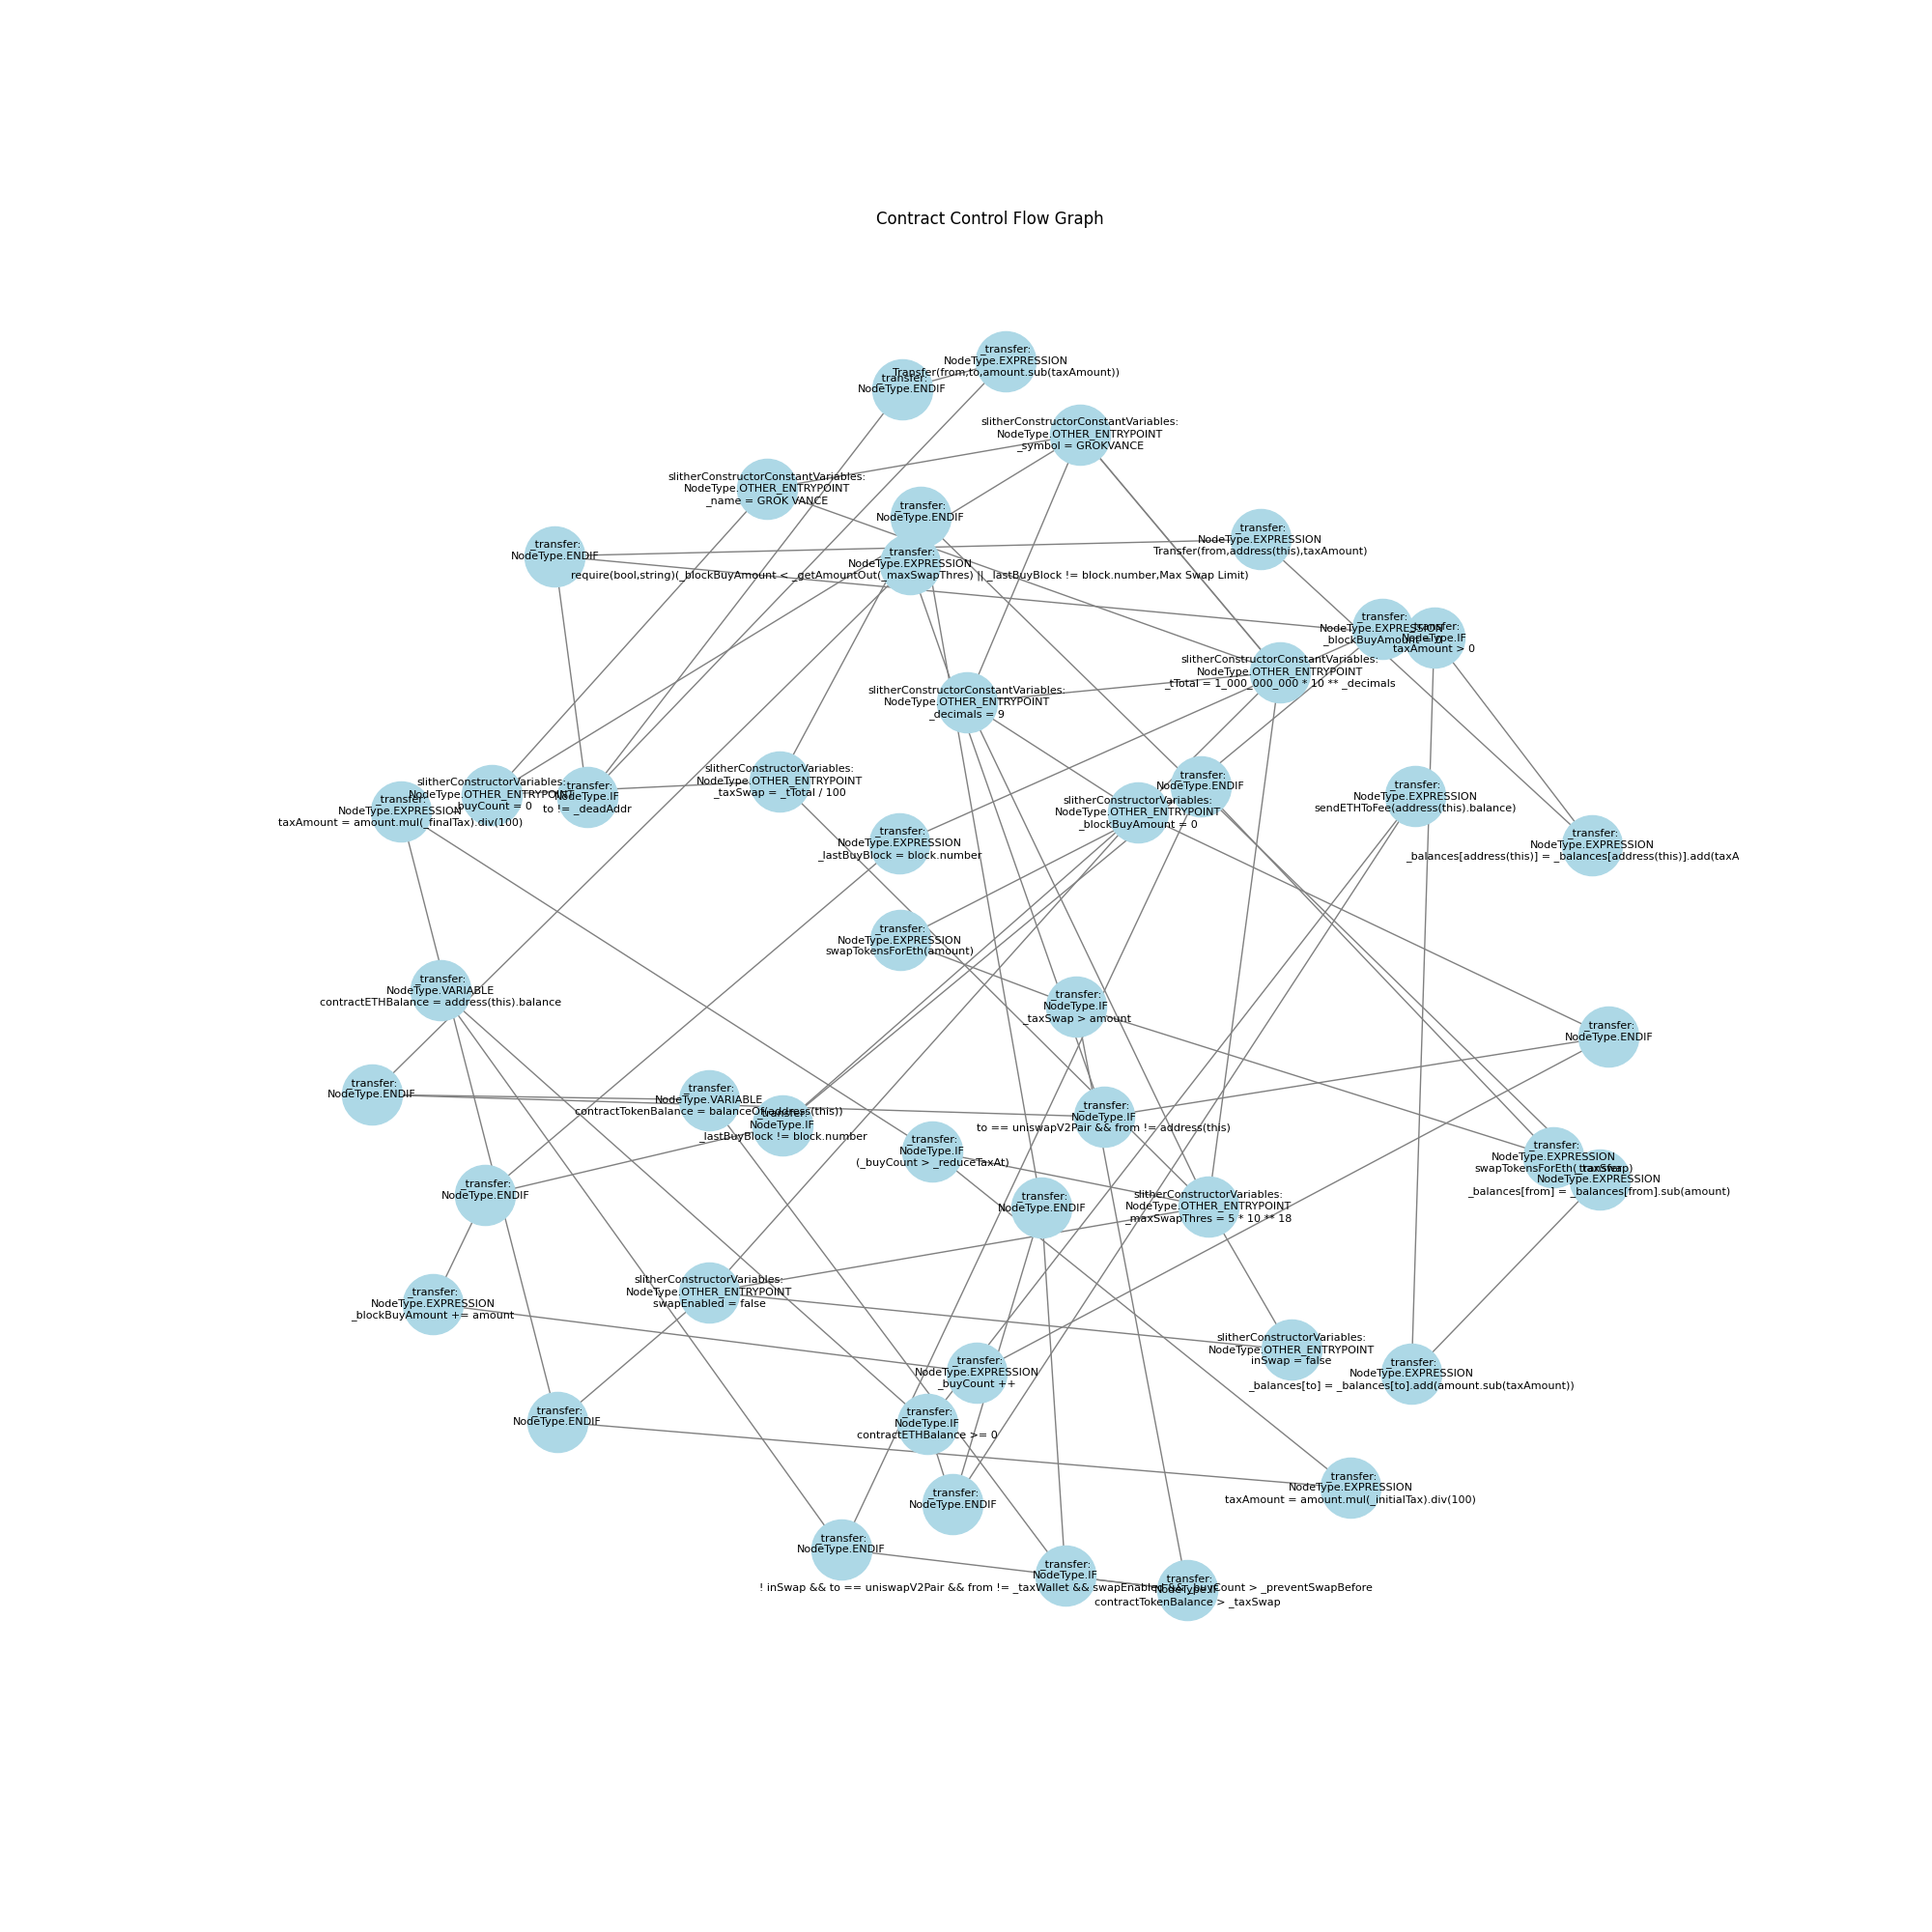 Contract Control Flow Graph
_transfer:
NodeType.EXPRESSION
Transfer(from,to,amount.sub(taxAmount))
_transfer:
NodeType.ENDIF
slitherConstructorConstantVariables:
NodeType.OTHER_ENTRYPOINT
_symbol = GROKVANCE
slitherConstructorConstantVariables:
NodeType.OTHER_ENTRYPOINT
_name = GROK VANCE
_transfer:
NodeType.ENDIF
_transfer:
NodeType.EXPRESSION
Transfer(from,address(this),taxAmount)
_transfer:
NodeType.ENDIF
_transfer:
NodeType.EXPRESSION
require(bool,string)(_blockBuyAmount < _getAmountOut(_maxSwapThres) || _lastBuyBlock != block.number,Max Swap Limit)
_transfer:
NodeType.EXPRESSION
_blockBuyAmount = 0
_transfer:
NodeType.IF
taxAmount > 0
slitherConstructorConstantVariables:
NodeType.OTHER_ENTRYPOINT
_tTotal = 1_000_000_000 * 10 ** _decimals
slitherConstructorConstantVariables:
NodeType.OTHER_ENTRYPOINT
_decimals = 9
slitherConstructorVariables:
NodeType.OTHER_ENTRYPOINT
_taxSwap = _tTotal / 100
slitherConstructorVariables:
NodeType.OTHER_ENTRYPOINT
_buyCount = 0
_transfer:
NodeType.IF
to != _deadAddr
_transfer:
NodeType.EXPRESSION
taxAmount = amount.mul(_finalTax).div(100)
_transfer:
NodeType.ENDIF
slitherConstructorVariables:
NodeType.OTHER_ENTRYPOINT
_blockBuyAmount = 0
_transfer:
NodeType.EXPRESSION
sendETHToFee(address(this).balance)
_transfer:
NodeType.EXPRESSION
_lastBuyBlock = block.number
_transfer:
NodeType.EXPRESSION
_balances[address(this)] = _balances[address(this)].add(taxA
_transfer:
NodeType.EXPRESSION
swapTokensForEth(amount)
_transfer:
NodeType.VARIABLE
contractETHBalance = address(this).balance
_transfer:
NodeType.IF
_taxSwap > amount
_transfer:
NodeType.ENDIF
_transfer:
NodeType.ENDIF
_transfer:
NodeType.VARIABLE
contractTokenBalance = balanceOf(address(this))
_transfer:
NodeType.IF
_lastBuyBlock != block.number
_transfer:
NodeType.IF
to == uniswapV2Pair && from != address(this)
_transfer:
NodeType.IF
(_buyCount > _reduceTaxAt)
_transfer:
NodeType.EXPRESSION
swapTokensForEth(_taxSwap)
_transfer:
NodeType.EXPRESSION
_balances[from] = _balances[from].sub(amount)
_transfer:
NodeType.ENDIF
_transfer:
NodeType.ENDIF
slitherConstructorVariables:
NodeType.OTHER_ENTRYPOINT
_maxSwapThres = 5 * 10 ** 18
slitherConstructorVariables:
NodeType.OTHER_ENTRYPOINT
swapEnabled = false
_transfer:
NodeType.EXPRESSION
_blockBuyAmount += amount
slitherConstructorVariables:
NodeType.OTHER_ENTRYPOINT
inSwap = false
_transfer:
NodeType.EXPRESSION
_buyCount ++
_transfer:
NodeType.EXPRESSION
_balances[to] = _balances[to].add(amount.sub(taxAmount))
_transfer:
NodeType.ENDIF
_transfer:
NodeType.IF
contractETHBalance >= 0
_transfer:
NodeType.EXPRESSION
taxAmount = amount.mul(_initialTax).div(100)
_transfer:
NodeType.ENDIF
_transfer:
NodeType.ENDIF
_transfer:
NodeType.IF
! inSwap && to == uniswapV2Pair && from != _taxWallet && swapEnabled && _buyCount > _preventSwapBefore
_transfer:
NodeType.IF
contractTokenBalance > _taxSwap